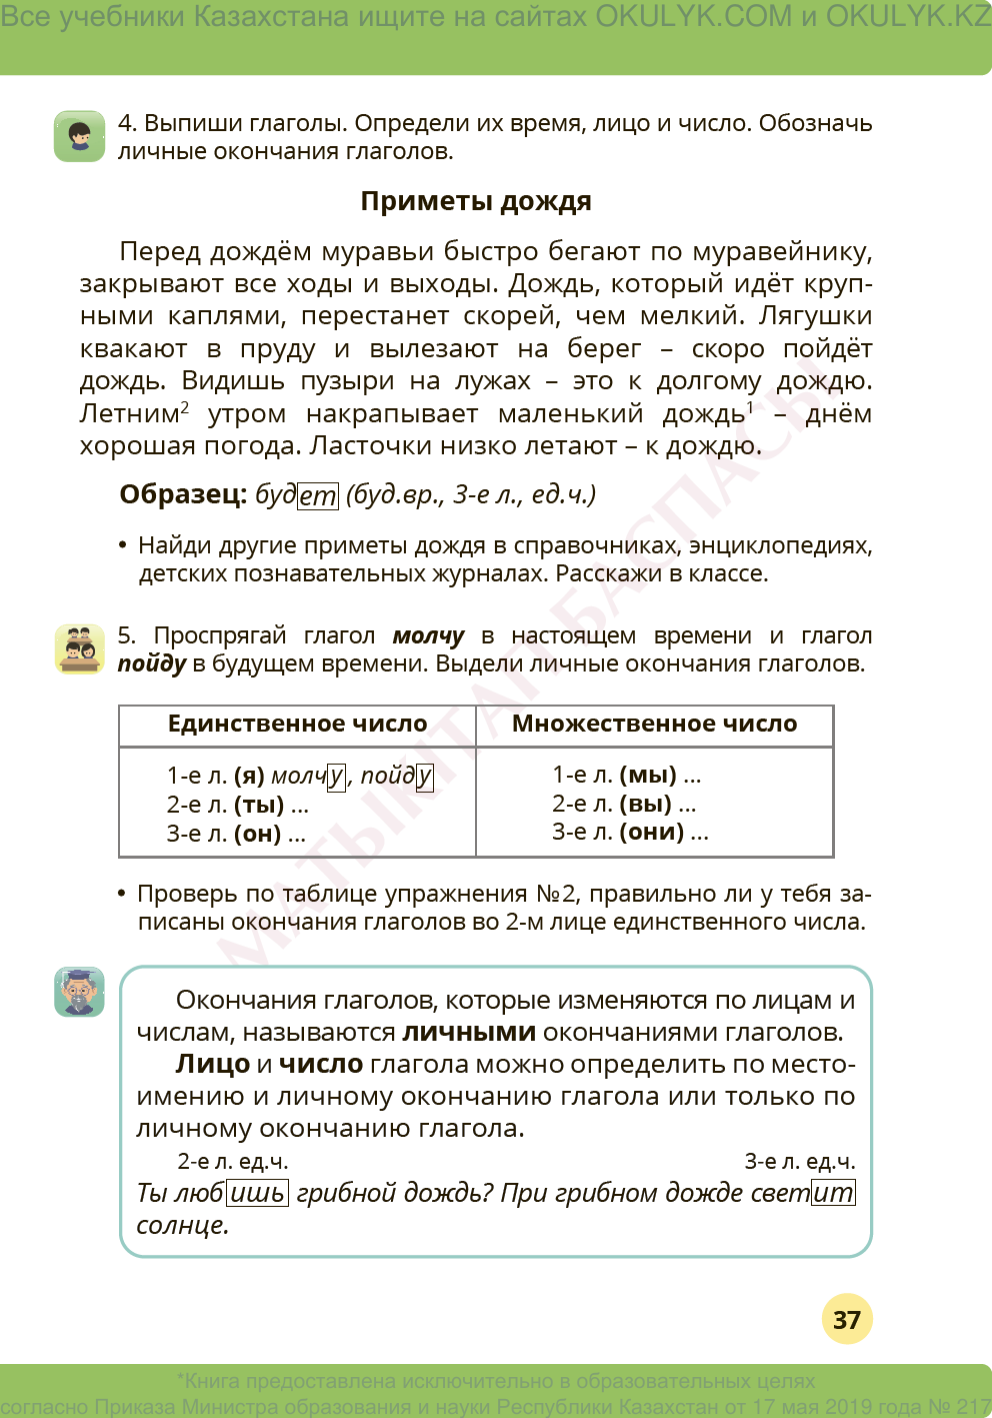 Все учебники Казахстана ищите на сайтах OKULYK.COM и OKULYK.KZ
4. Выпиши глаголы. Определи их время, лицо и число. Обозначь
личные окончания глаголов.
Приметы дождя
Перед дождём муравьи быстро бегают по муравейнику,
закрывают все ходы и выходы. Дождь, который идёт круп-
ными каплями, перестанет скорей, чем мелкий. Лягушки
квакают в пруду и вылезают на берег – скоро пойдёт
дождь. Видишь пузыри на лужах – это к долгому дождю.
Летним² утром накрапывает маленький дождь¹ – днём
хорошая погода. Ласточки низко летают – к дождю.
Образец: будет (буд.вр., 3-е л., ед.ч.)
• Найди другие приметы дождя в справочниках, энциклопедиях,
детских познавательных журналах. Расскажи в классе.
5. Проспрягай глагол молчу в настоящем времени и глагол
пойду в будущем времени. Выдели личные окончания глаголов.
Единственное число Множественное число
1-е л. (я) молчу, пойду 1-е л. (мы) ...
2-е л. (ты) ... 2-е л. (вы) ...
3-е л. (он) ... 3-е л. (они) ...
• Проверь по таблице упражнения №2, правильно ли у тебя за-
писаны окончания глаголов во 2-м лице единственного числа.
Окончания глаголов, которые изменяются по лицам и
числам, называются личными окончаниями глаголов.
Лицо и число глагола можно определить по место-
имению и личному окончанию глагола или только по
личному окончанию глагола.
2-е л. ед.ч. 3-е л. ед.ч.
Ты любишь грибной дождь? При грибном дожде светит
солнце.
37
*Книга предоставлена исключительно в образовательных целях
согласно Приказа Министра образования и науки Республики Казахстан от 17 мая 2019 года № 217
МАТЫКІТАП БАСПАСЫ